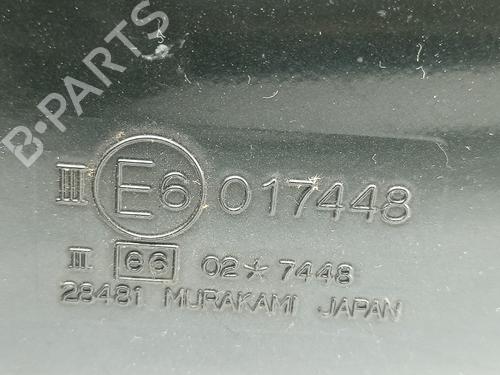 B-PARTS
III E6 017448
III e6 02*7448
28481 MURAKAMI JAPAN